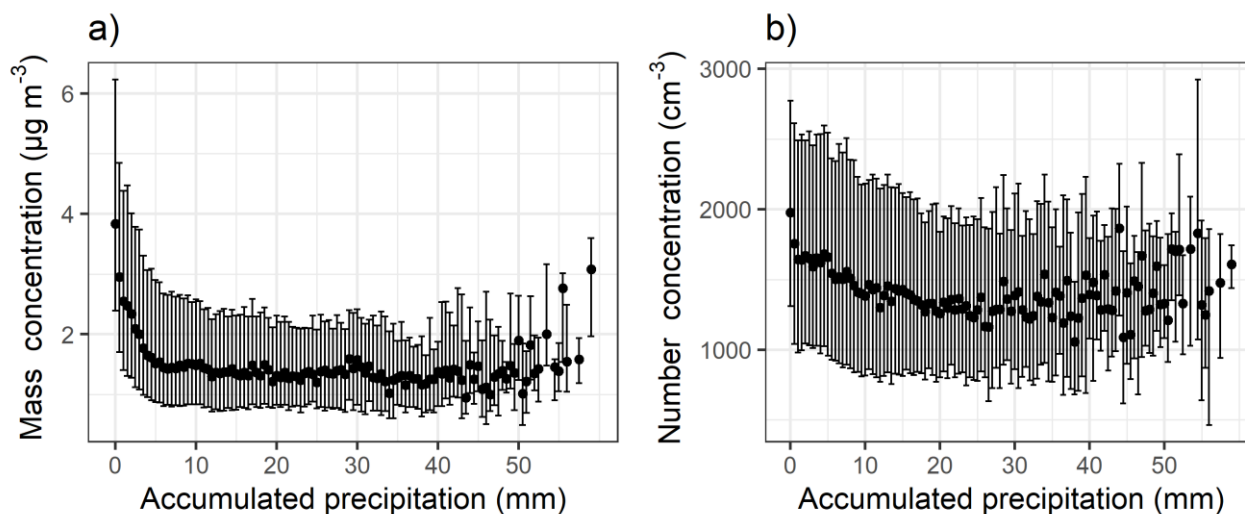 a)
Mass concentration (µg m⁻³)
6
4
2
0 10 20 30 40 50
Accumulated precipitation (mm)
b)
Number concentration (cm⁻³)
3000
2000
1000
0 10 20 30 40 50
Accumulated precipitation (mm)